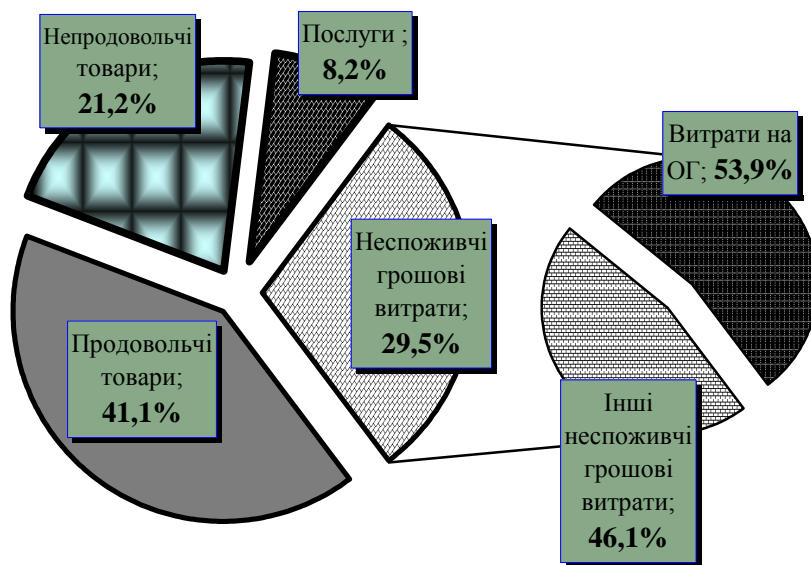 Непродовольчі
товари;
21,2%
Послуги ;
8,2%
Витрати на
ОГ; 53,9%
Неспоживчі
грошові
витрати;
29,5%
Продовольчі
товари;
41,1%
Інші
неспоживчі
грошові
витрати;
46,1%